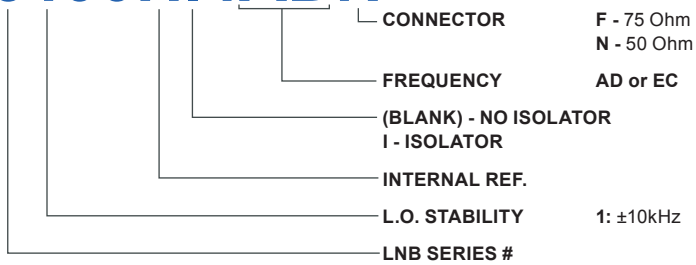 CONNECTOR F - 75 Ohm
N - 50 Ohm
FREQUENCY AD or EC
(BLANK) - NO ISOLATOR
I - ISOLATOR
INTERNAL REF.
L.O. STABILITY 1: ±10kHz
LNB SERIES #